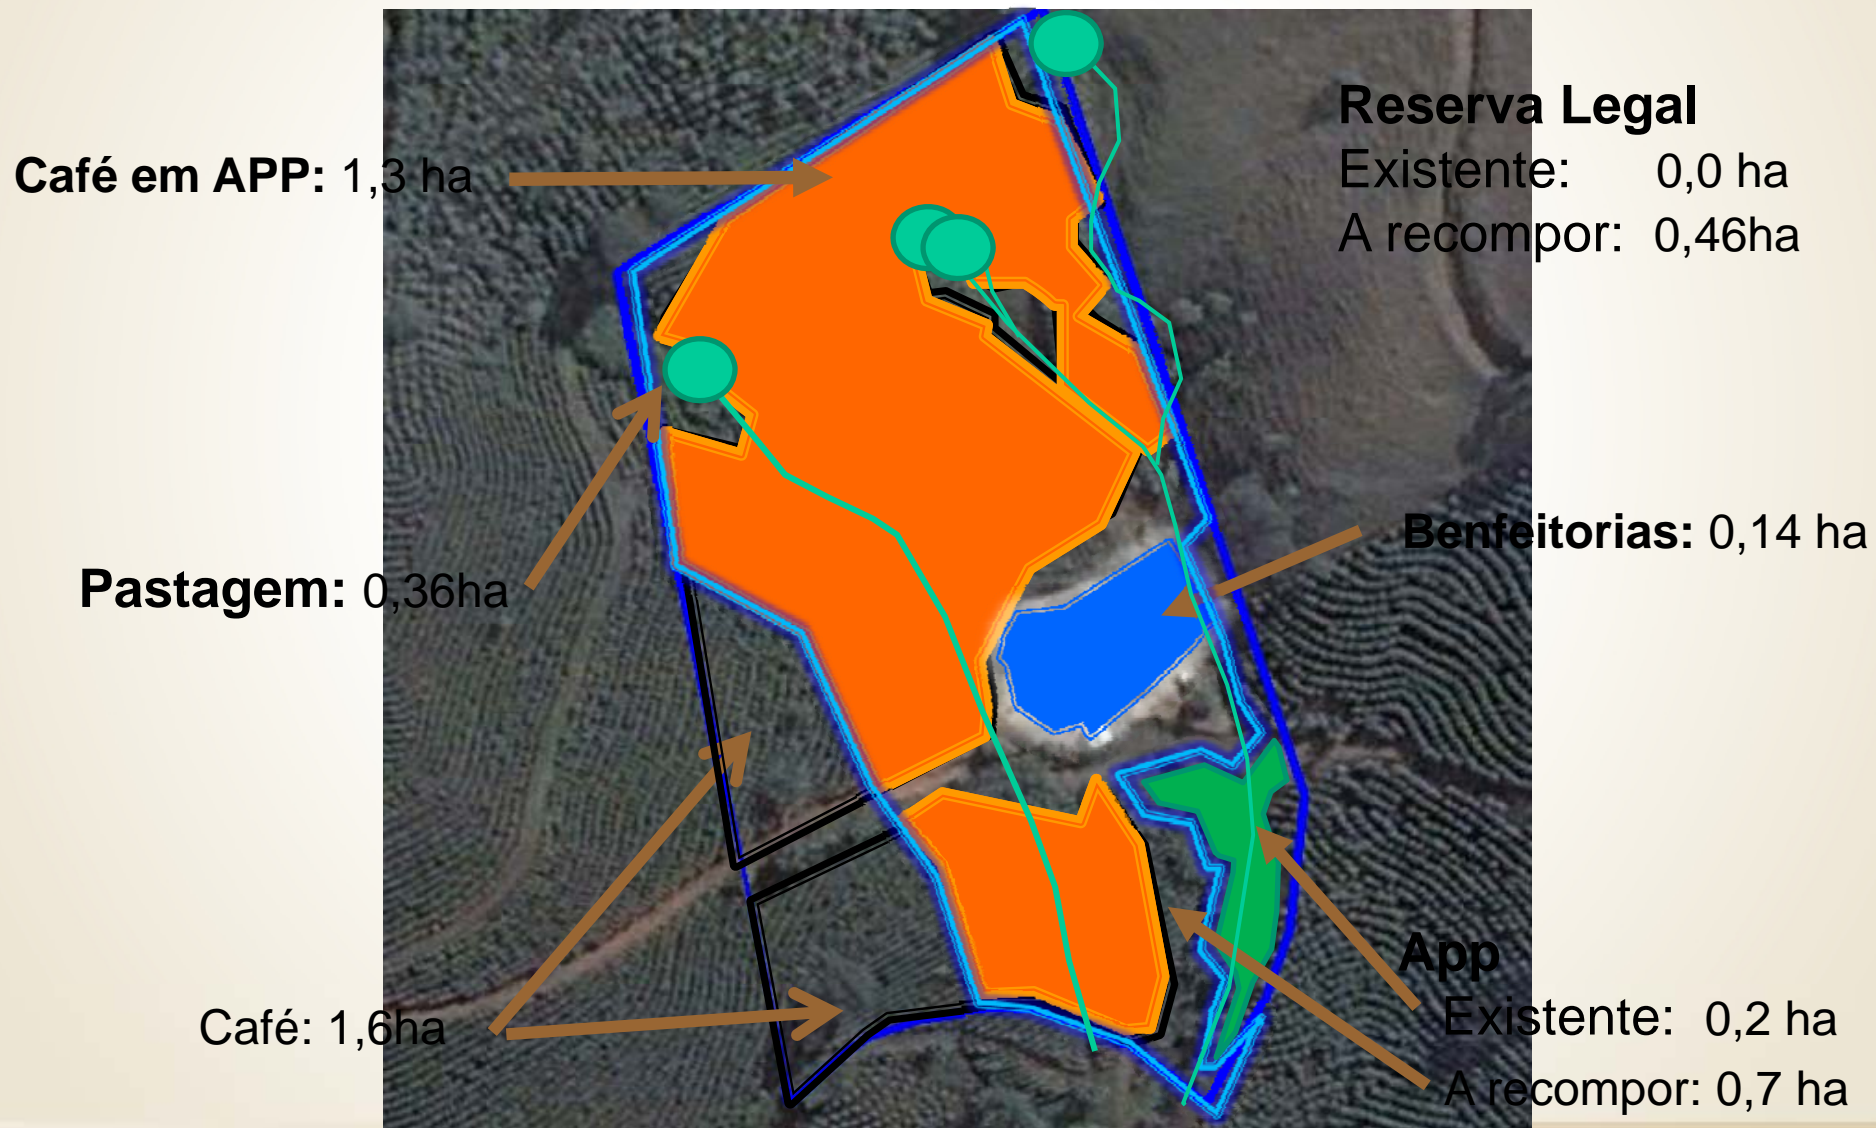 Reserva Legal
Existente: 0,0 ha
A recompor: 0,46ha
Café em APP: 1,3 ha
Benfeitorias: 0,14 ha
Pastagem: 0,36ha
App
Existente: 0,2 ha
A recompor: 0,7 ha
Café: 1,6ha